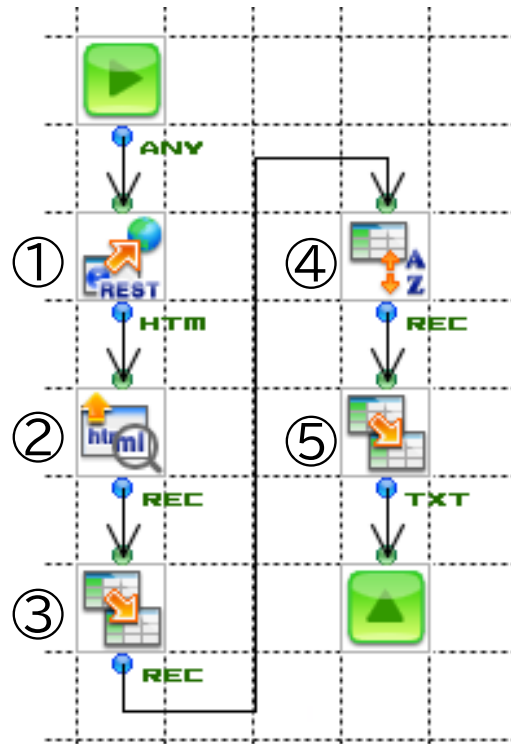 ANY
①
REST
HTM
②
html
REC
③
REC
④
A
Z
REC
⑤
TXT